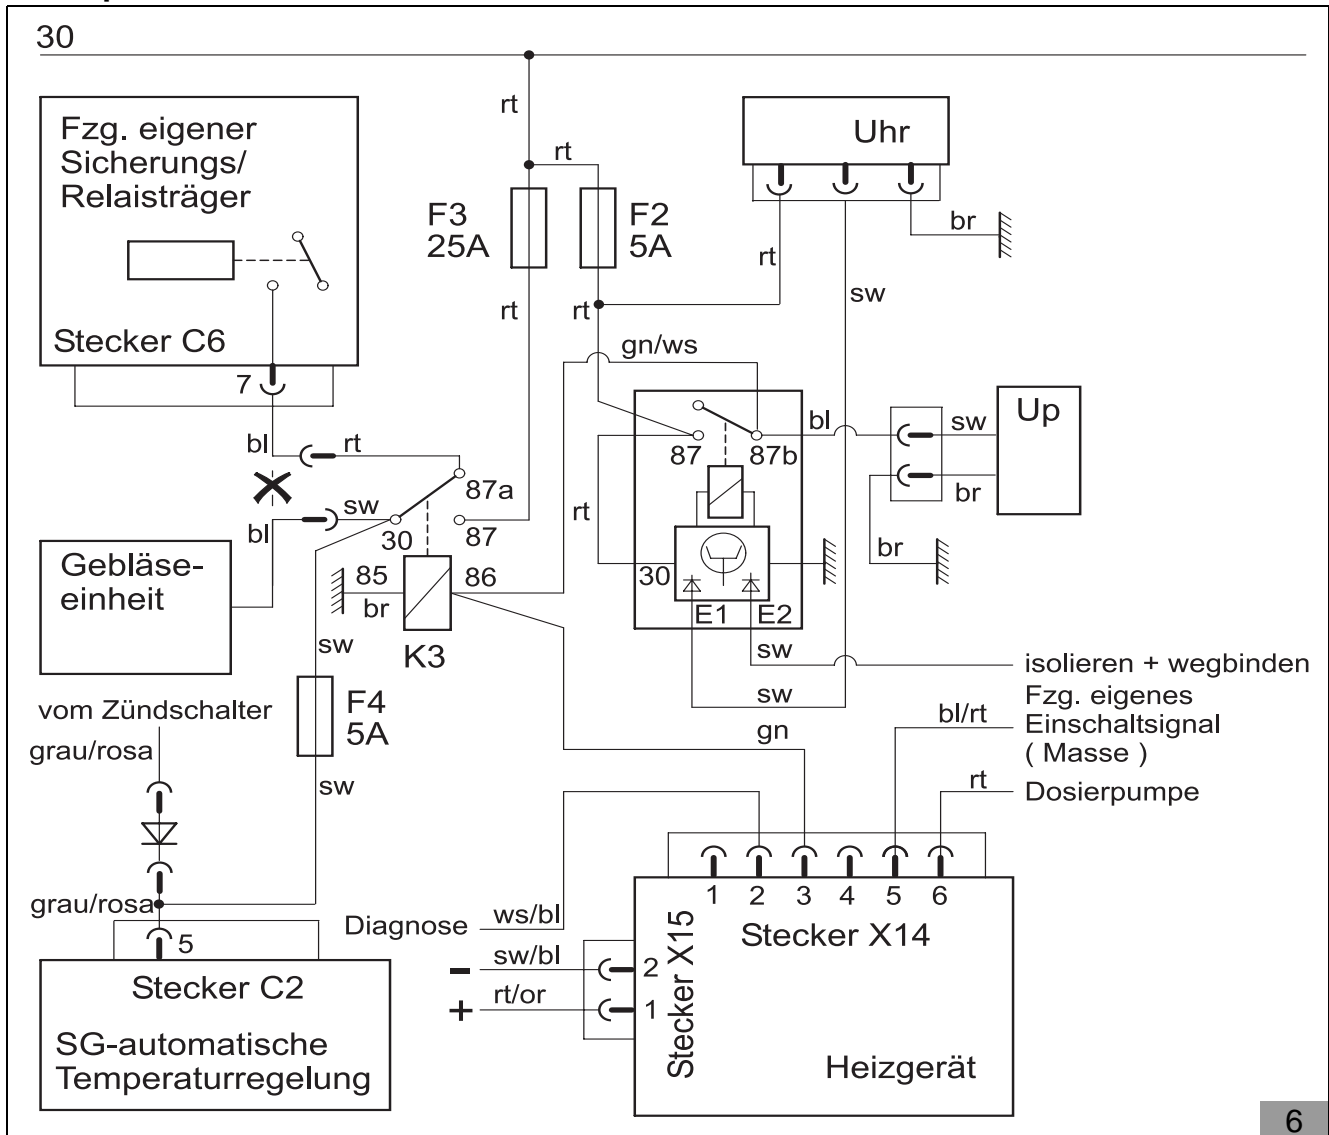 30
Fzg. eigener
Sicherungs/
Relaisträger
Stecker C6
7
rt
rt
F3
25A
F2
5A
rt
rt
Uhr
rt
sw
br
gn/ws
bl
rt
87a
sw
bl
30
87
Gebläse-
einheit
85
br
86
K3
rt
87
87b
30
E1
E2
bl
sw
br
Up
br
sw
sw
isolieren + wegbinden
sw
F4
5A
sw
vom Zündschalter
grau/rosa
grau/rosa
5
Stecker C2
SG-automatische
Temperaturregelung
gn
bl/rt
Fzg. eigenes
Einschaltsignal
( Masse )
rt
Dosierpumpe
1
2
3
4
5
6
Stecker X14
Stecker X15
Diagnose
ws/bl
- sw/bl
2
+ rt/or
1
Heizgerät
6